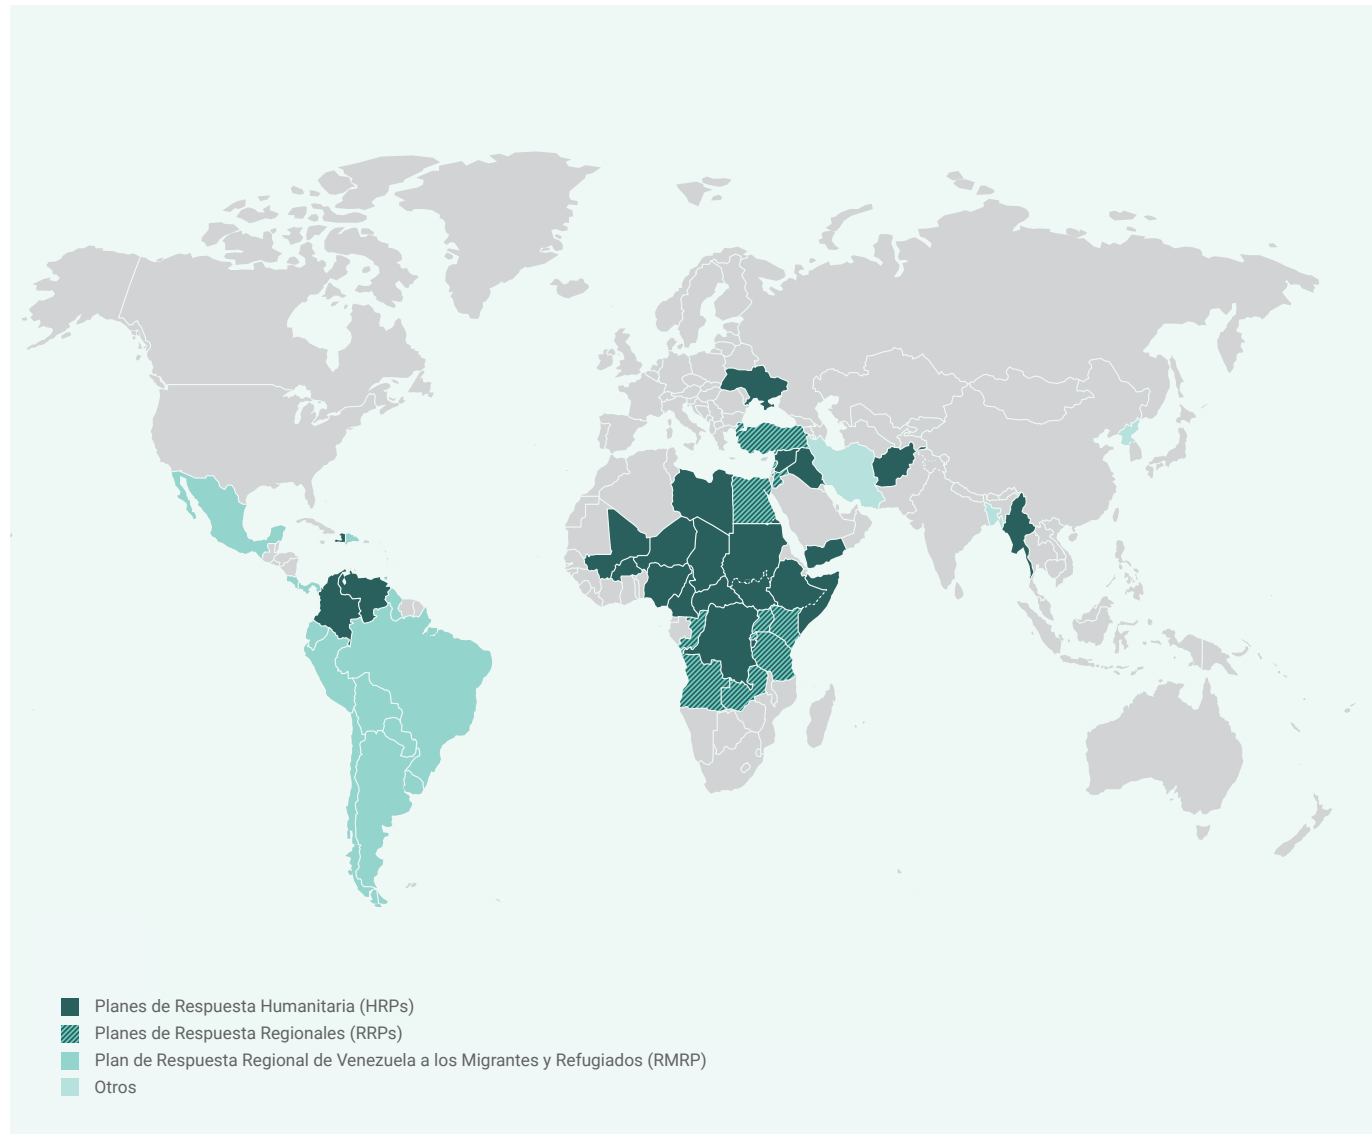 Planes de Respuesta Humanitaria (HRPs)
Planes de Respuesta Regionales (RRPs)
Plan de Respuesta Regional de Venezuela a los Migrantes y Refugiados (RMRP)
Otros